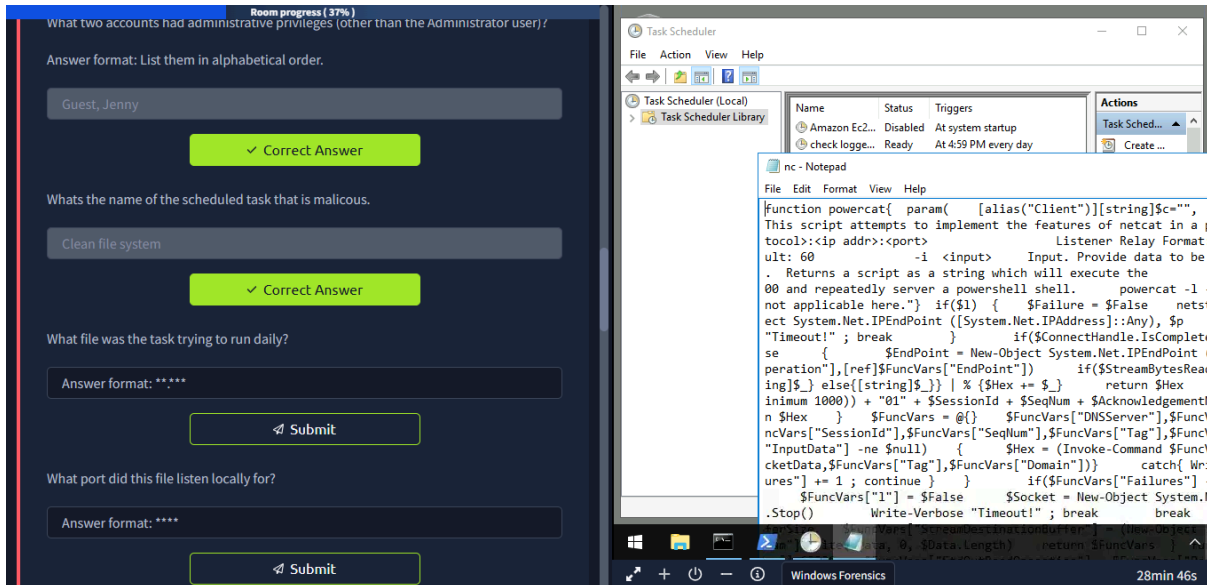 Room progress ( 37% )
What two accounts had administrative privileges (other than the Administrator user)?
Answer format: List them in alphabetical order.
Guest, Jenny
✓ Correct Answer
Whats the name of the scheduled task that is malicous.
Clean file system
✓ Correct Answer
What file was the task trying to run daily?
Answer format: **.***
Submit
What port did this file listen locally for?
Answer format: ****
Submit
Task Scheduler
File Action View Help
Task Scheduler (Local)
Task Scheduler Library
Name Status Triggers
Amazon Ec2... Disabled At system startup
check logge... Ready At 4:59 PM every day
Actions
Task Sched...
Create ...
nc - Notepad
File Edit Format View Help
function powercat{ param( [alias("Client")][string]$c="",
This script attempts to implement the features of netcat in a p
tocol>:<ip addr>:<port> Listener Relay Format
ult: 60 -i <input> Input. Provide data to be
. Returns a script as a string which will execute the
00 and repeatedly server a powershell shell. powercat -l
not applicable here."} if($l) { $Failure = $False nets
ect System.Net.IPEndPoint ([System.Net.IPAddress]::Any), $p
"Timeout!" ; break } if($ConnectHandle.IsComplete
se { $EndPoint = New-Object System.Net.IPEndPoint
peration"],[ref]$FuncVars["EndPoint"]) if($StreamBytesRea
ing]$_} else{[string]$_}} | % {$Hex += $_} return $Hex
inimum 1000)) + "01" + $SessionId + $SeqNum + $Acknowledgement
n $Hex } $FuncVars = @{} $FuncVars["DNSServer"],$FuncV
ncVars["SessionId"],$FuncVars["SeqNum"],$FuncVars["Tag"],$FuncV
"InputData"] -ne $null) { $Hex = (Invoke-Command $FuncV
cketData,$FuncVars["Tag"],$FuncVars["Domain"])} catch{ Wri
ures"] += 1 ; continue } } if($FuncVars["Failures"] -
$FuncVars["l"] = $False $Socket = New-Object System.N
.Stop() Write-Verbose "Timeout!" ; break break
Windows Forensics
28min 46s